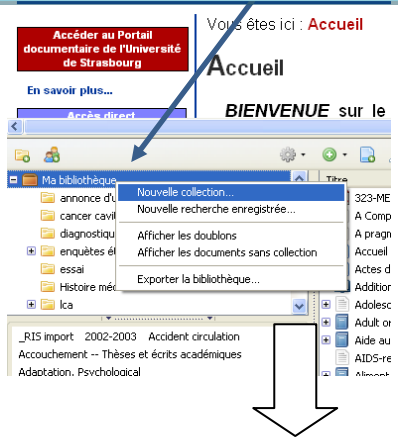 Vous êtes ici : Accueil
Accéder au Portail
documentaire de l'Université
de Strasbourg
Accueil
En savoir plus...
BIENVENUE sur le
Accès direct
Ma bibliothèque
Titre
annonce d'u
cancer cavi
diagnostiqu
enquêtes ét
essai
Histoire méd
lca
Nouvelle collection...
Nouvelle recherche enregistrée...
Afficher les doublons
Afficher les documents sans collection
Exporter la bibliothèque...
323-ME
A Comp
A pragn
Accueil
Actes d
Addition
Adolesc
Adult or
Aide au
AIDS-re
Aliment
_RIS import 2002-2003 Accident circulation
Accouchement -- Thèses et écrits académiques
Adaptation, Psychological